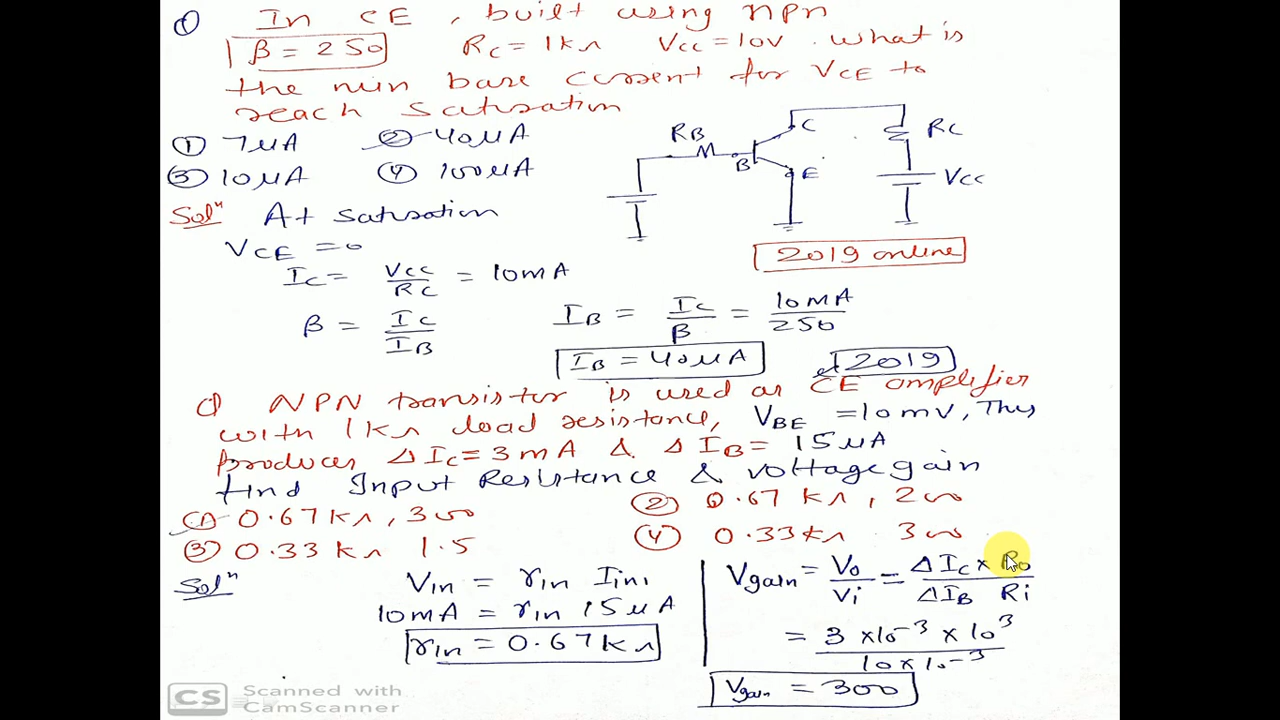 ① In CE, built using npn
β = 250 RC = 1kΩ VCC = 10V. What is
the min base current for VCE to
reach saturation
① 7μA ② 40μA
③ 10μA ④ 100μA
RB B C E RC VCC
Solⁿ At saturation
VCE = 0
2019 online
IC = VCC/RC = 10mA
β = IC/IB IB = IC/β = 10mA/250
IB = 40μA 2019
NPN transistor is used as CE amplifier
with 1kΩ load resistance, VBE = 10mV, This
produces ΔIC = 3mA & ΔIB = 15μA
find Input Resistance & voltage gain
① 0.67 kΩ, 300 ② 0.67 kΩ, 200
③ 0.33 kΩ 1.5 ④ 0.33kΩ 300
Solⁿ Vin = rin Iin,
10mA = rin 15μA
rin = 0.67kΩ
Vgain = Vo/Vi = ΔIC × Ro / ΔIB Ri
= 3 × 10⁻³ × 10³ / 10 × 10⁻³
Vgain = 300
CS Scanned with
CamScanner